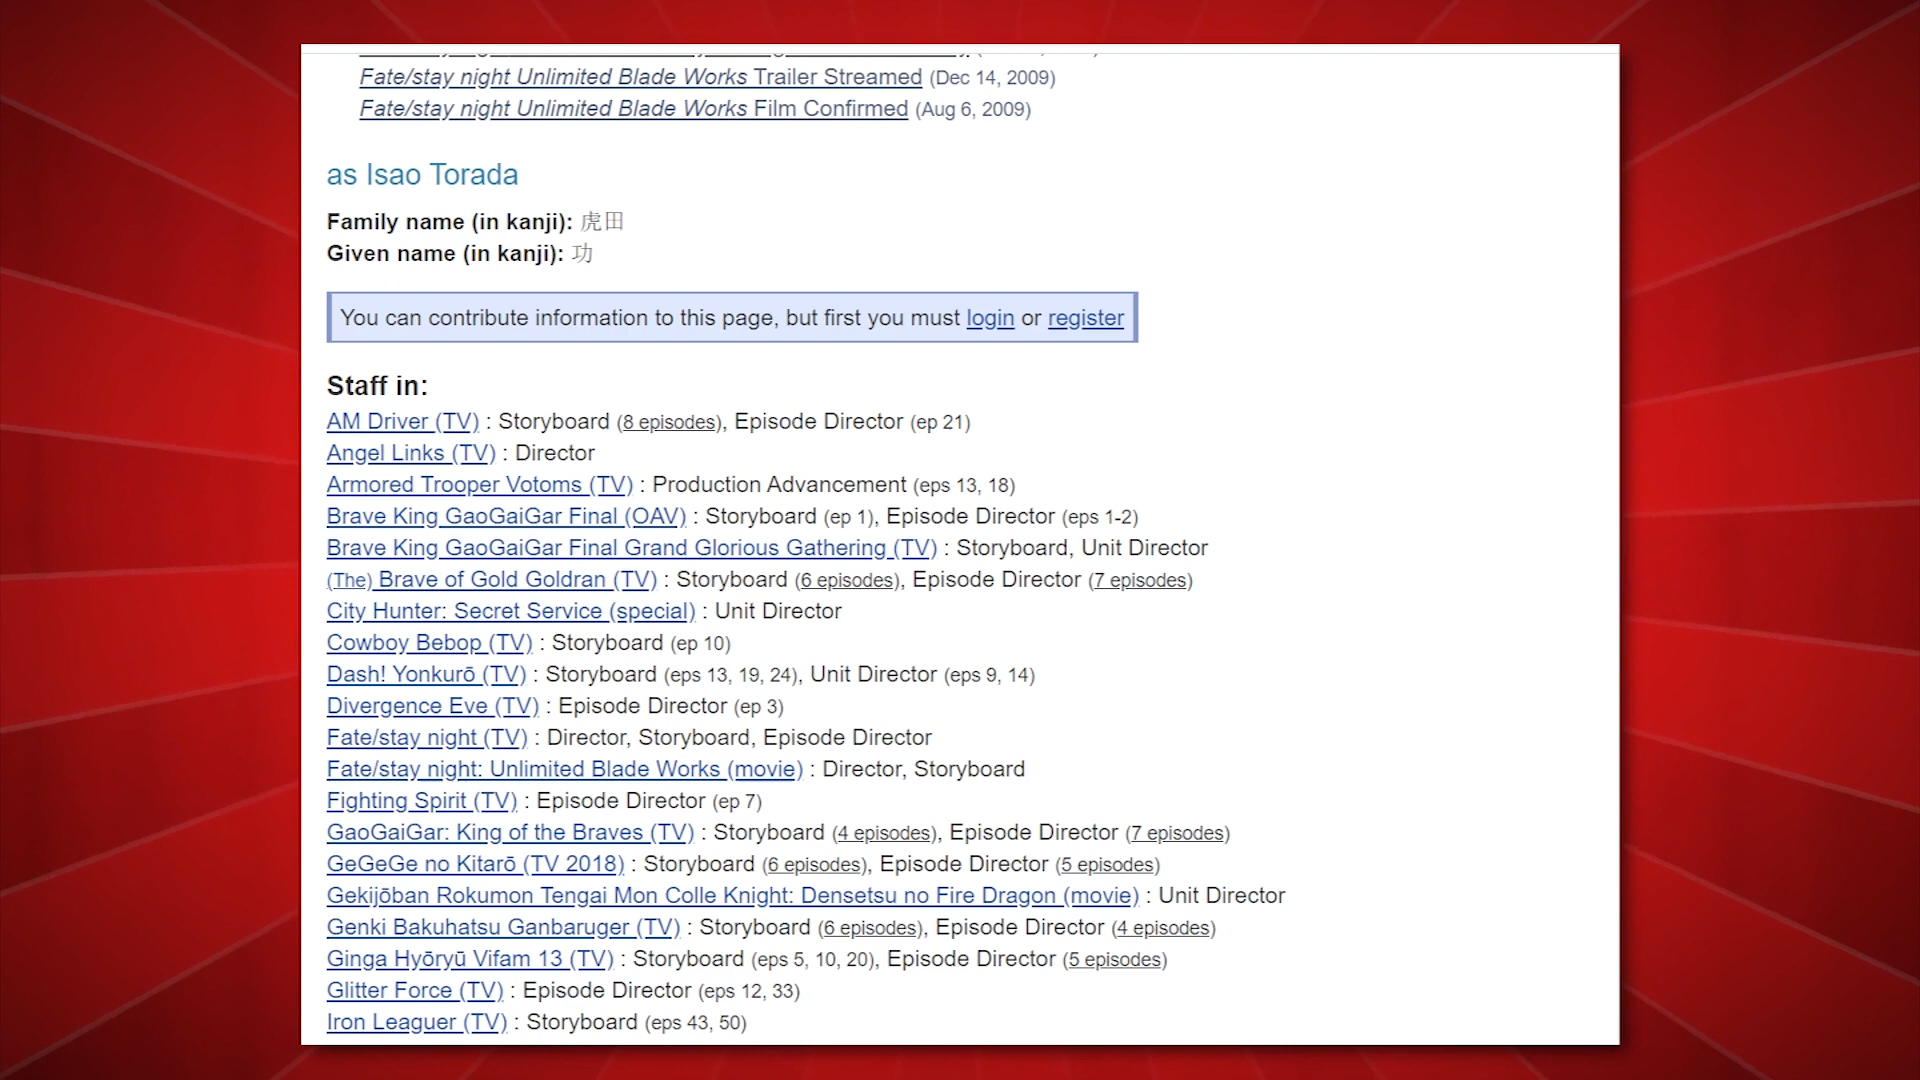 Fate/stay night Unlimited Blade Works Trailer Streamed (Dec 14, 2009)
Fate/stay night Unlimited Blade Works Film Confirmed (Aug 6, 2009)
as Isao Torada
Family name (in kanji): 虎田
Given name (in kanji): 功
You can contribute information to this page, but first you must login or register
Staff in:
AM Driver (TV) : Storyboard (8 episodes), Episode Director (ep 21)
Angel Links (TV) : Director
Armored Trooper Votoms (TV) : Production Advancement (eps 13, 18)
Brave King GaoGaiGar Final (OAV) : Storyboard (ep 1), Episode Director (eps 1-2)
Brave King GaoGaiGar Final Grand Glorious Gathering (TV) : Storyboard, Unit Director
(The) Brave of Gold Goldran (TV) : Storyboard (6 episodes), Episode Director (7 episodes)
City Hunter: Secret Service (special) : Unit Director
Cowboy Bebop (TV) : Storyboard (ep 10)
Dash! Yonkurō (TV) : Storyboard (eps 13, 19, 24), Unit Director (eps 9, 14)
Divergence Eve (TV) : Episode Director (ep 3)
Fate/stay night (TV) : Director, Storyboard, Episode Director
Fate/stay night: Unlimited Blade Works (movie) : Director, Storyboard
Fighting Spirit (TV) : Episode Director (ep 7)
GaoGaiGar: King of the Braves (TV) : Storyboard (4 episodes), Episode Director (7 episodes)
GeGeGe no Kitarō (TV 2018) : Storyboard (6 episodes), Episode Director (5 episodes)
Gekijōban Rokumon Tengai Mon Colle Knight: Densetsu no Fire Dragon (movie) : Unit Director
Genki Bakuhatsu Ganbaruger (TV) : Storyboard (6 episodes), Episode Director (4 episodes)
Ginga Hyōryū Vifam 13 (TV) : Storyboard (eps 5, 10, 20), Episode Director (5 episodes)
Glitter Force (TV) : Episode Director (eps 12, 33)
Iron Leaguer (TV) : Storyboard (eps 43, 50)